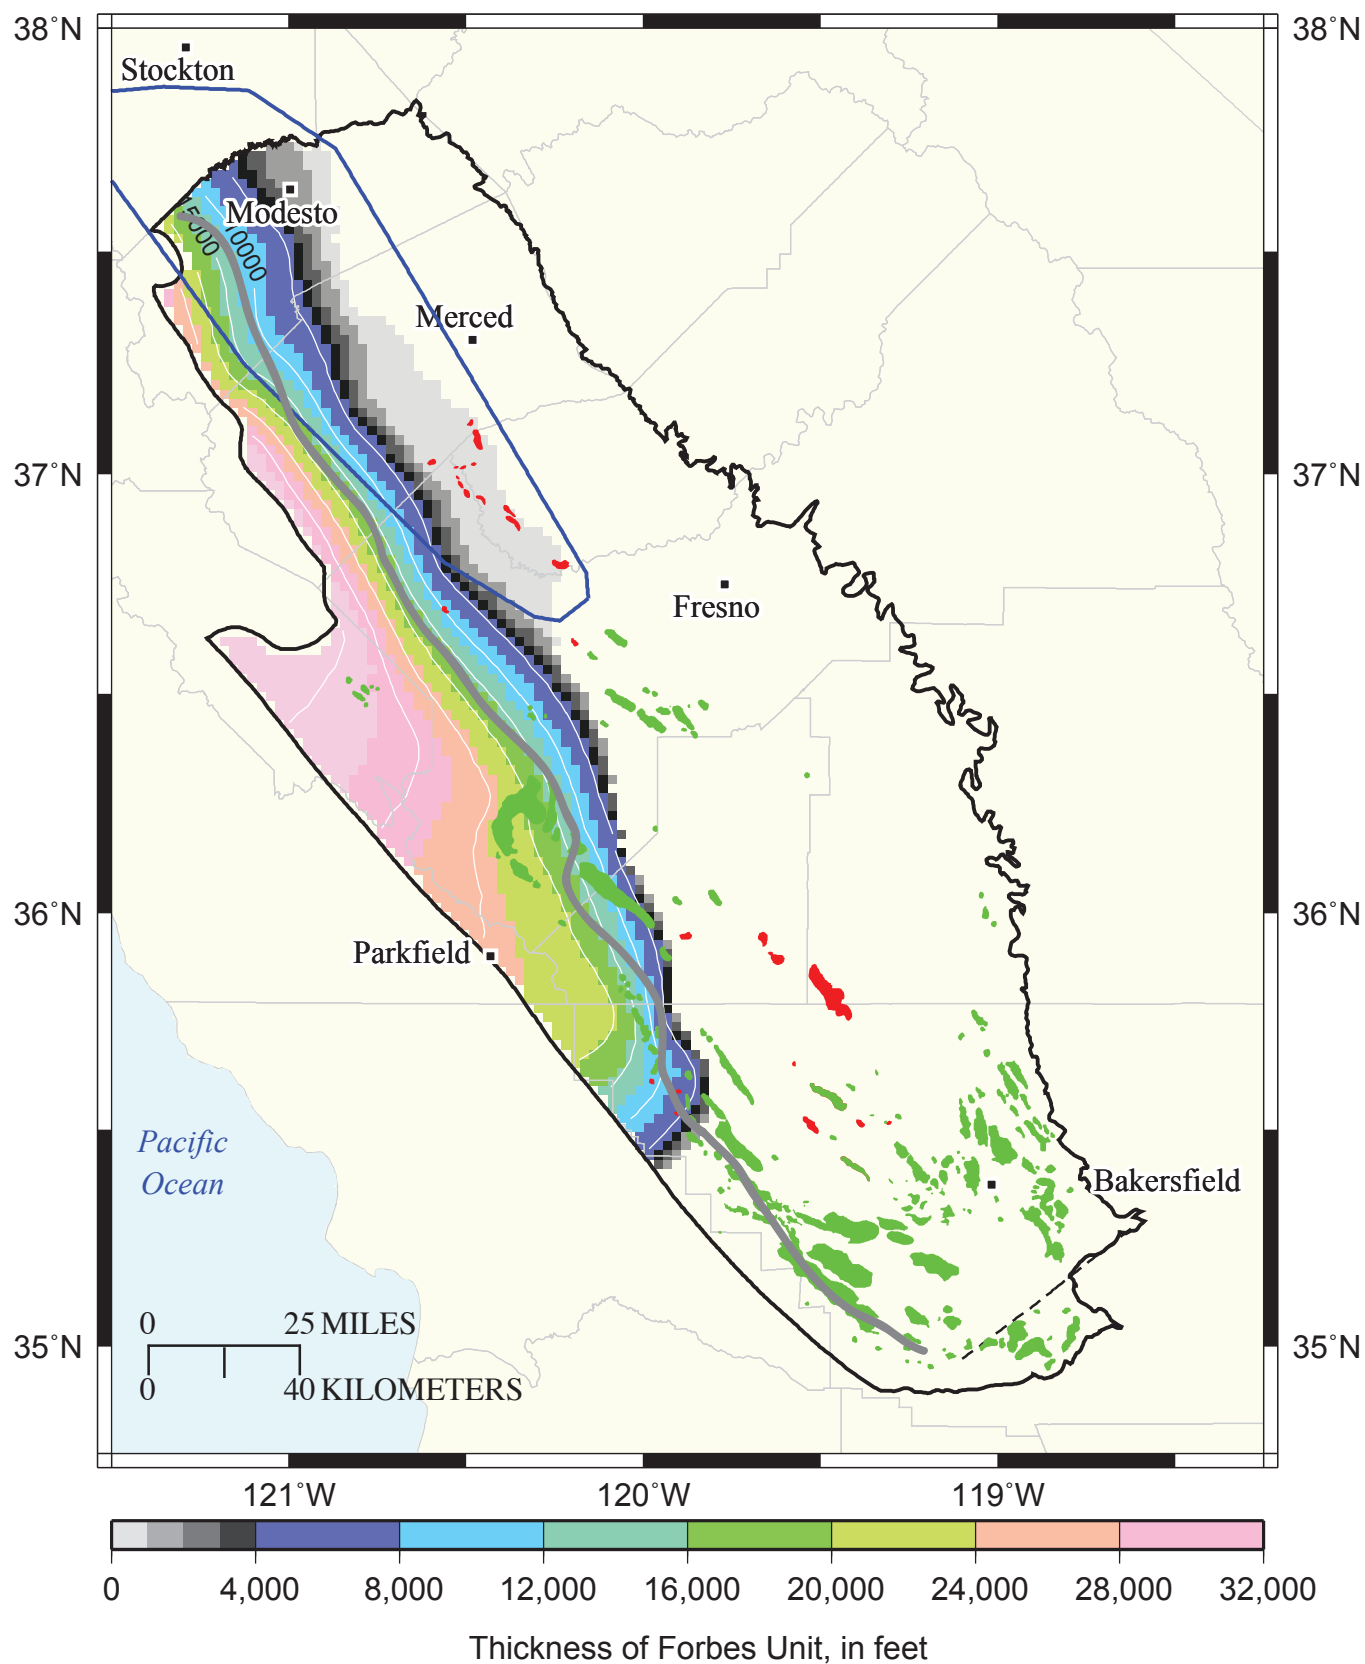 38˚N
38˚N
Stockton
Modesto
15000
10000
Merced
37˚N
37˚N
Fresno
36˚N
36˚N
Parkfield
Pacific
Ocean
Bakersfield
0
25 MILES
35˚N
35˚N
0
40 KILOMETERS
121˚W
120˚W
119˚W
0
4,000
8,000
12,000
16,000
20,000
24,000
28,000
32,000
Thickness of Forbes Unit, in feet